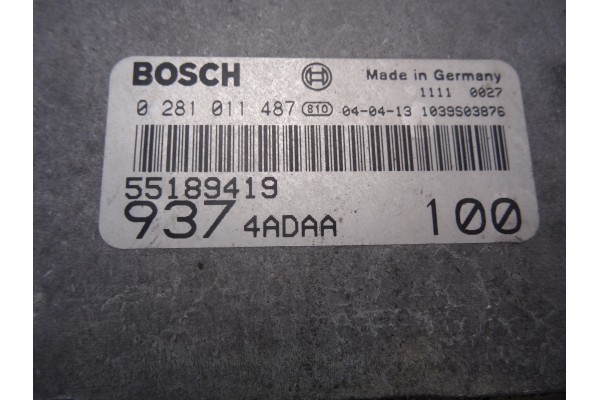 BOSCH Made in Germany
1111 0027
0 281 011 487 810 04-04-13 1039S03876
55189419
937 4ADAA 100